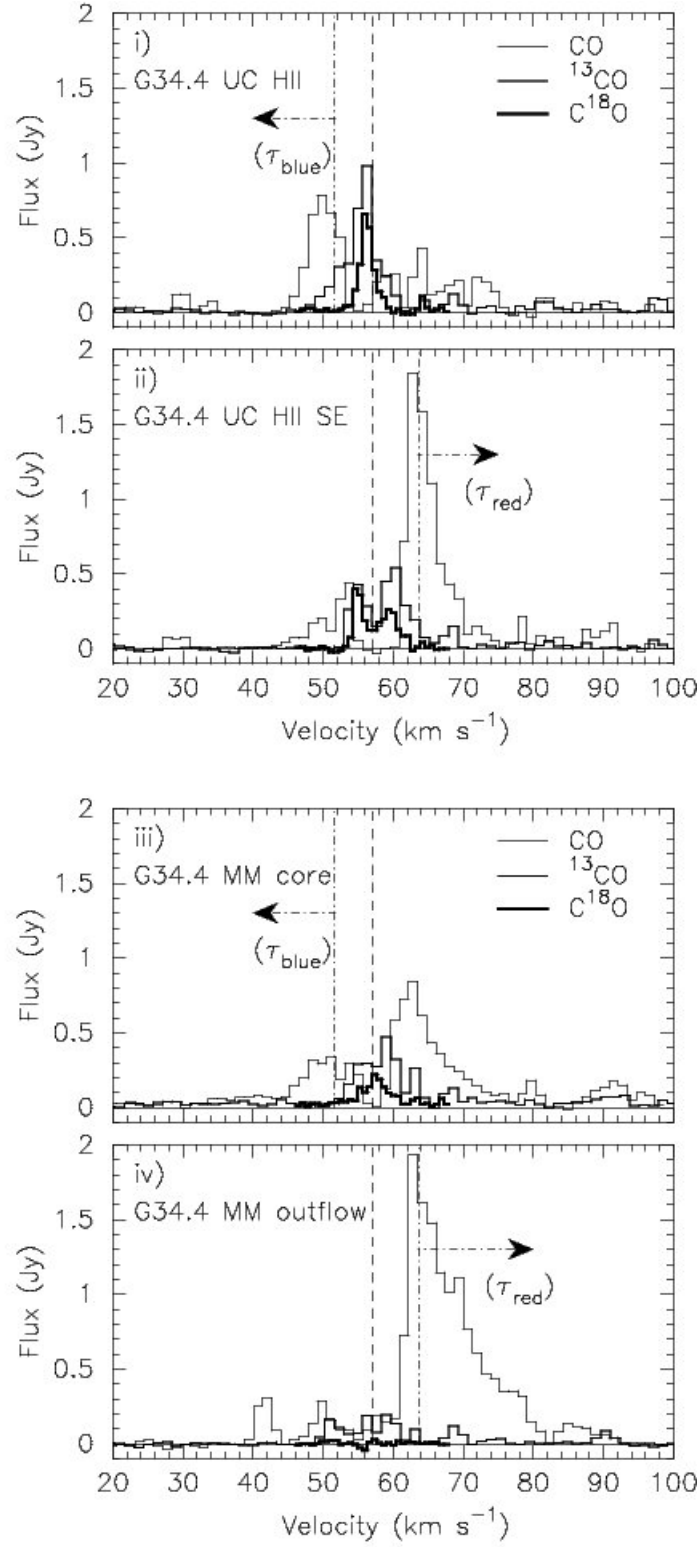 2
i)
CO
G34.4 UC HII
¹³CO
1.5
C¹⁸O
Flux (Jy)
1
(τblue)
0.5
0
2
ii)
G34.4 UC HII SE
1.5
Flux (Jy)
1
(τred)
0.5
0
20 30 40 50 60 70 80 90 100
Velocity (km s⁻¹)
2
iii)
CO
G34.4 MM core
¹³CO
1.5
C¹⁸O
Flux (Jy)
1
(τblue)
0.5
0
2
iv)
G34.4 MM outflow
1.5
Flux (Jy)
1
(τred)
0.5
0
20 30 40 50 60 70 80 90 100
Velocity (km s⁻¹)